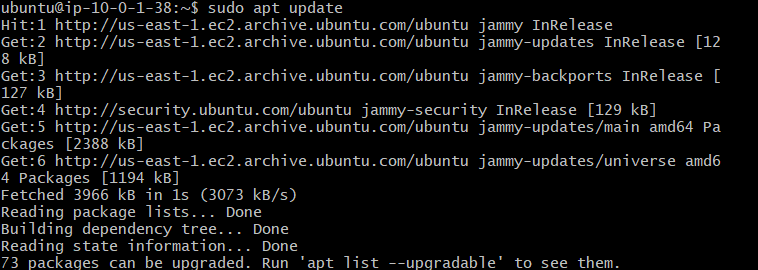 ubuntu@ip-10-0-1-38:~$ sudo apt update
Hit:1 http://us-east-1.ec2.archive.ubuntu.com/ubuntu jammy InRelease
Get:2 http://us-east-1.ec2.archive.ubuntu.com/ubuntu jammy-updates InRelease [12
8 kB]
Get:3 http://us-east-1.ec2.archive.ubuntu.com/ubuntu jammy-backports InRelease [
127 kB]
Get:4 http://security.ubuntu.com/ubuntu jammy-security InRelease [129 kB]
Get:5 http://us-east-1.ec2.archive.ubuntu.com/ubuntu jammy-updates/main amd64 Pa
ckages [2388 kB]
Get:6 http://us-east-1.ec2.archive.ubuntu.com/ubuntu jammy-updates/universe amd6
4 Packages [1194 kB]
Fetched 3966 kB in 1s (3073 kB/s)
Reading package lists... Done
Building dependency tree... Done
Reading state information... Done
73 packages can be upgraded. Run 'apt list --upgradable' to see them.